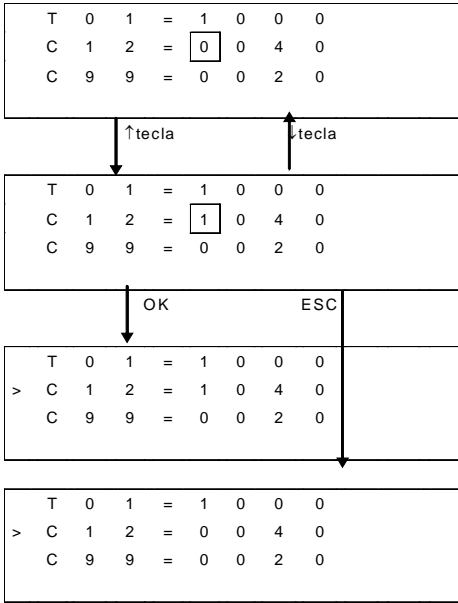 T 0 1 = 1 0 0 0
C 1 2 = 0 0 4 0
C 9 9 = 0 0 2 0
↑tecla ↓tecla
T 0 1 = 1 0 0 0
C 1 2 = 1 0 4 0
C 9 9 = 0 0 2 0
OK ESC
T 0 1 = 1 0 0 0
> C 1 2 = 1 0 4 0
C 9 9 = 0 0 2 0
T 0 1 = 1 0 0 0
> C 1 2 = 0 0 4 0
C 9 9 = 0 0 2 0